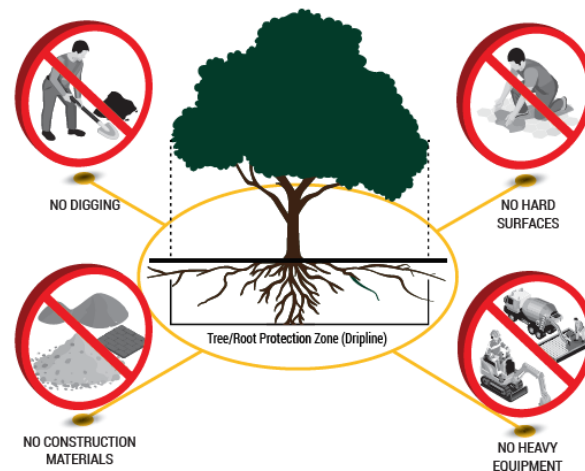 NO DIGGING
NO HARD
SURFACES
Tree/Root Protection Zone (Dripline)
NO CONSTRUCTION
MATERIALS
NO HEAVY
EQUIPMENT